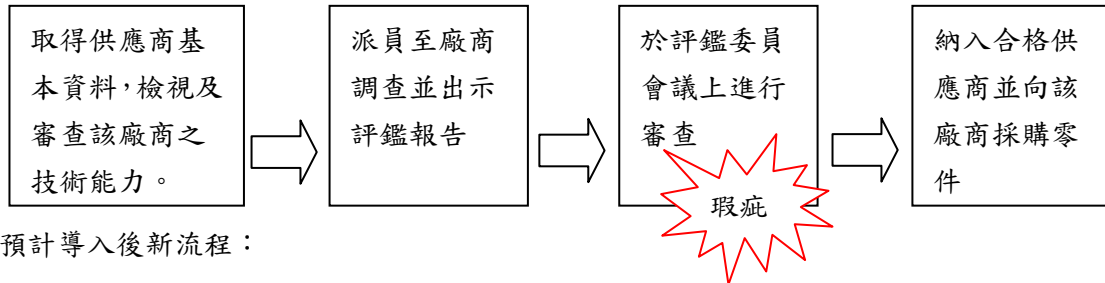 取得供應商基
本資料，檢視及
審查該廠商之
技術能力。
派員至廠商
調查並出示
評鑑報告
於評鑑委員
會議上進行
審查
瑕疵
納入合格供
應商並向該
廠商採購零
件
預計導入後新流程：